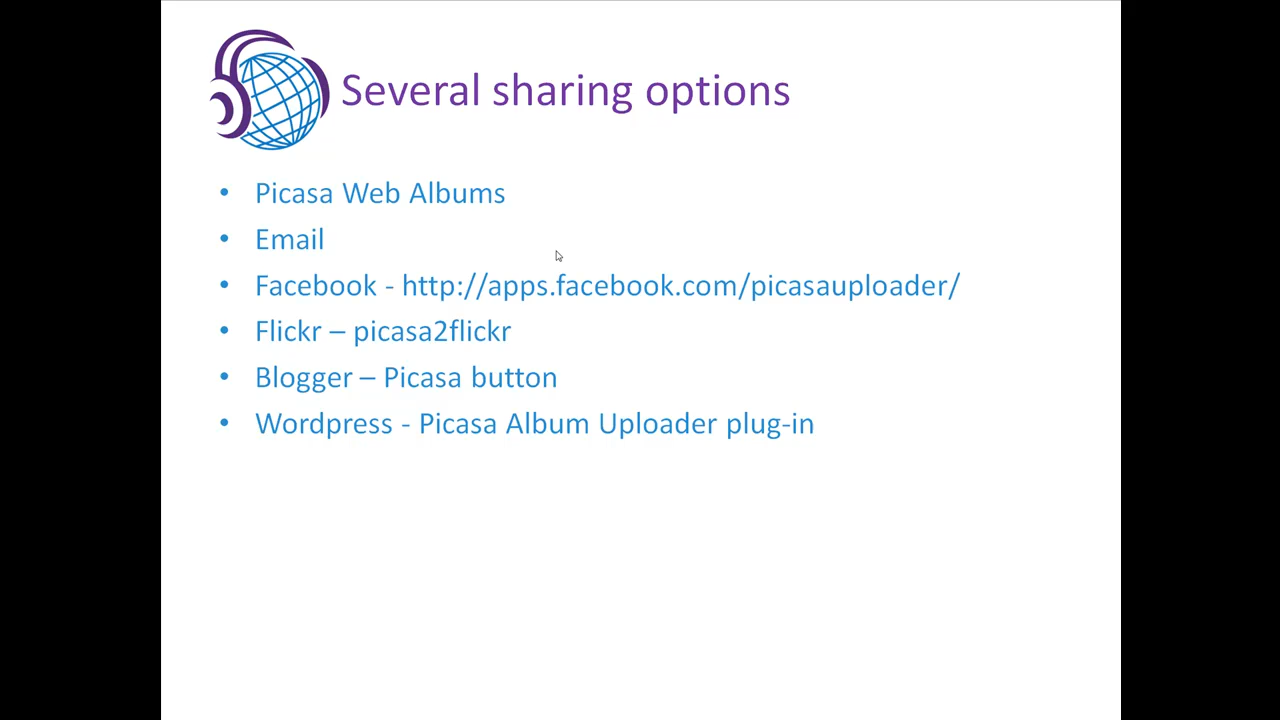 Several sharing options
• Picasa Web Albums
• Email
• Facebook - http://apps.facebook.com/picasauploader/
• Flickr – picasa2flickr
• Blogger – Picasa button
• Wordpress - Picasa Album Uploader plug-in